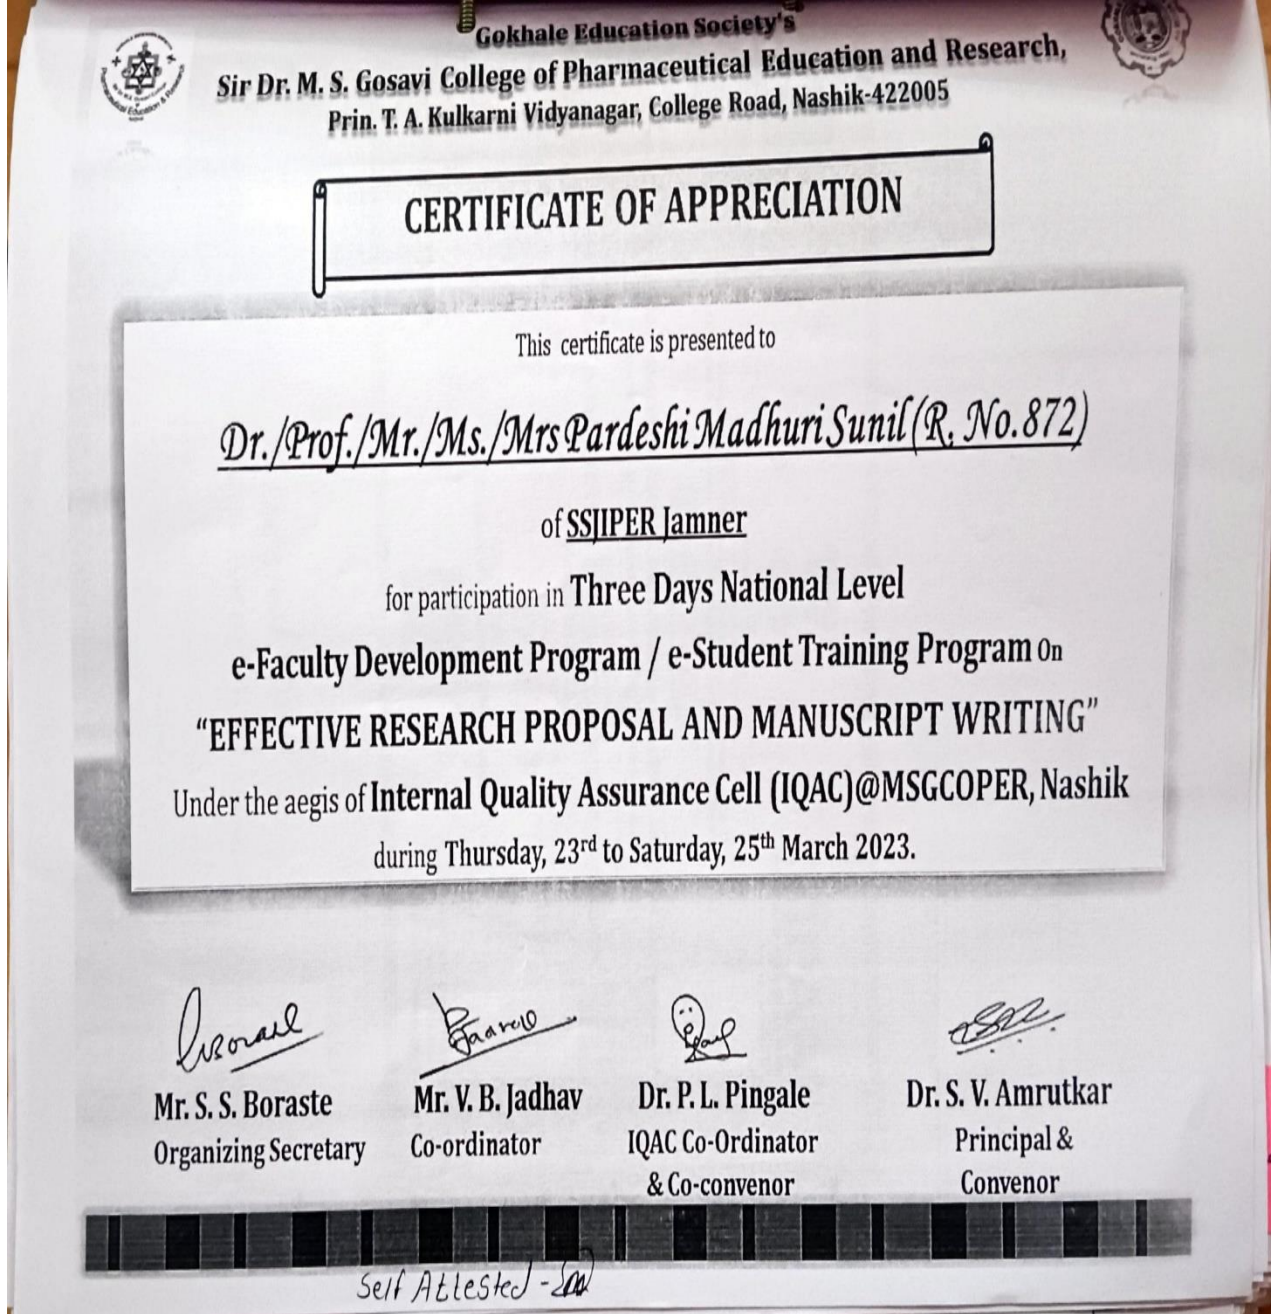 Gokhale Education Society's
Sir Dr. M. S. Gosavi College of Pharmaceutical Education and Research,
Prin. T. A. Kulkarni Vidyanagar, College Road, Nashik-422005
CERTIFICATE OF APPRECIATION
This certificate is presented to
Dr./Prof./Mr./Ms./Mrs Pardeshi Madhuri Sunil (R. No.872)
of SSJIPER Jamner
for participation in Three Days National Level
e-Faculty Development Program / e-Student Training Program On
“EFFECTIVE RESEARCH PROPOSAL AND MANUSCRIPT WRITING”
Under the aegis of Internal Quality Assurance Cell (IQAC)@MSGCOPER, Nashik
during Thursday, 23rd to Saturday, 25th March 2023.
Mr. S. S. Boraste Mr. V. B. Jadhav Dr. P. L. Pingale Dr. S. V. Amrutkar
Organizing Secretary Co-ordinator IQAC Co-Ordinator Principal &
& Co-convenor Convenor
Self Attested -